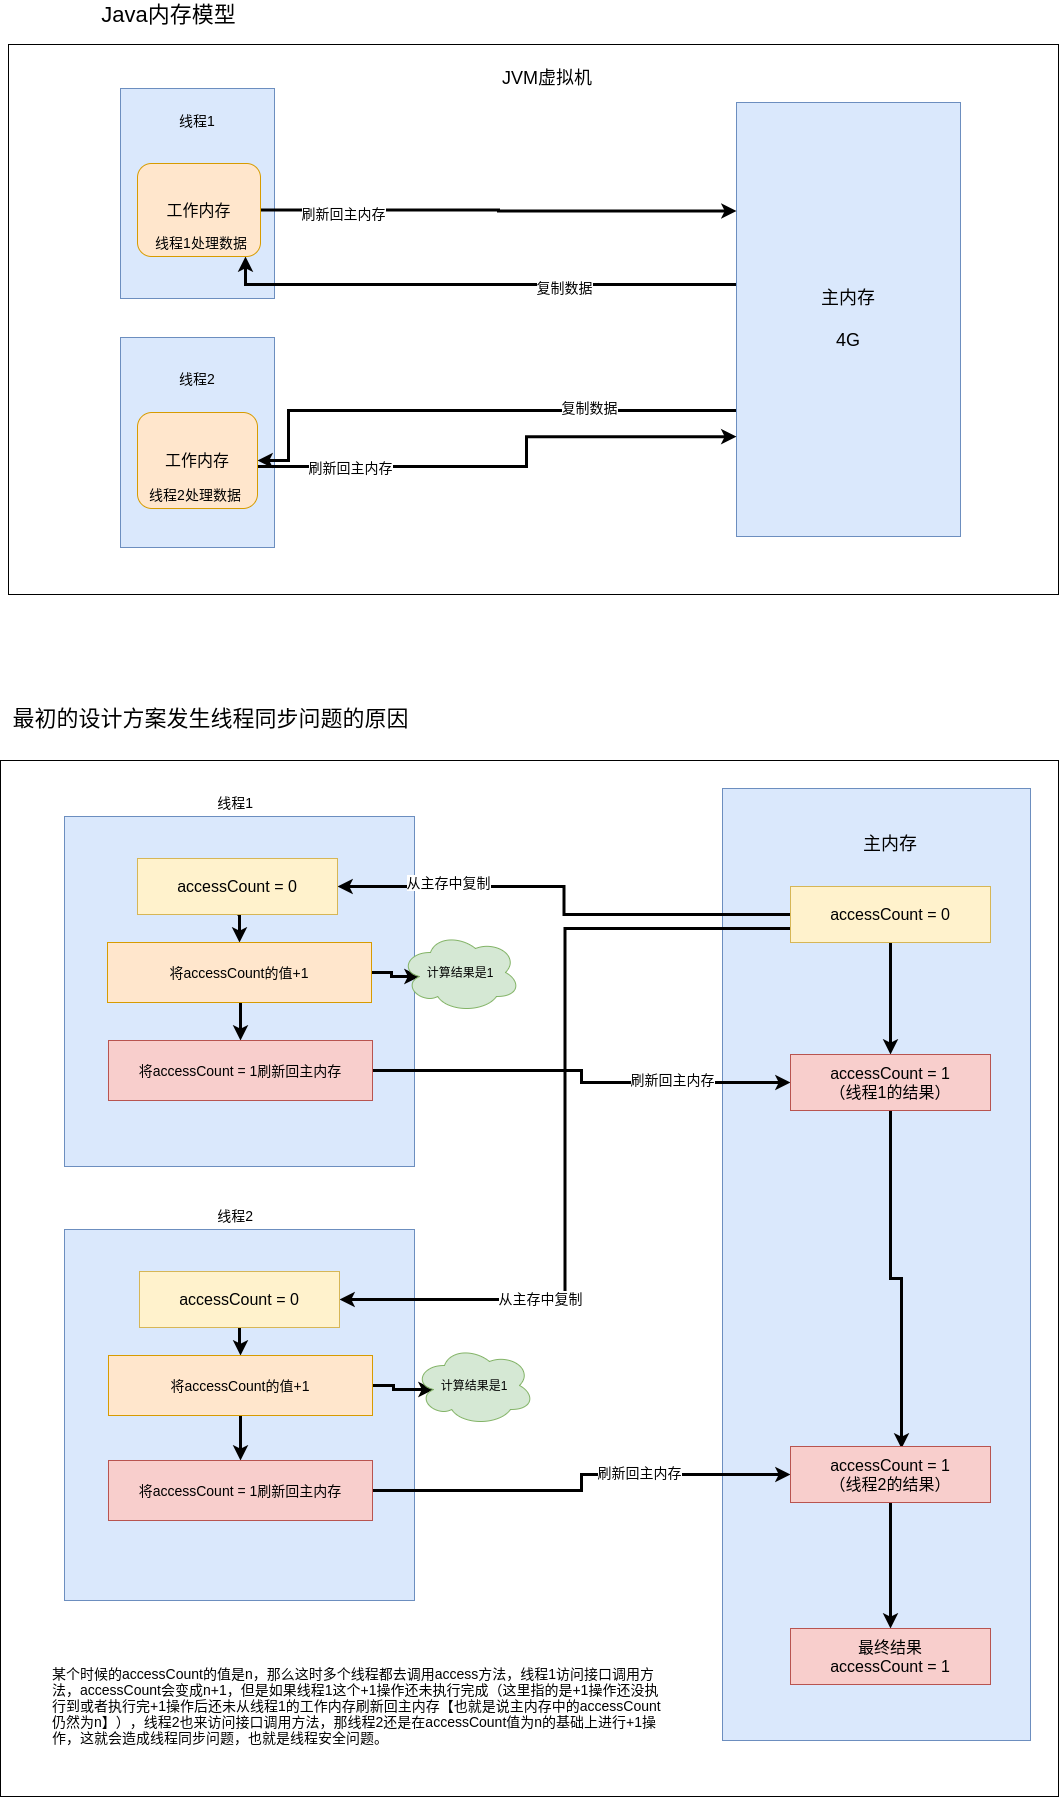 Java内存模型
JVM虚拟机
线程1
工作内存
线程1处理数据
刷新回主内存
复制数据
主内存
4G
线程2
工作内存
线程2处理数据
复制数据
刷新回主内存
最初的设计方案发生线程同步问题的原因
线程1
accessCount = 0
将accessCount的值+1
计算结果是1
将accessCount = 1刷新回主内存
从主存中复制
刷新回主内存
主内存
accessCount = 0
accessCount = 1
（线程1的结果）
线程2
accessCount = 0
将accessCount的值+1
计算结果是1
将accessCount = 1刷新回主内存
从主存中复制
刷新回主内存
accessCount = 1
（线程2的结果）
最终结果
accessCount = 1
某个时候的accessCount的值是n，那么这时多个线程都去调用access方法，线程1访问接口调用方
法，accessCount会变成n+1，但是如果线程1这个+1操作还未执行完成（这里指的是+1操作还没执
行到或者执行完+1操作后还未从线程1的工作内存刷新回主内存【也就是说主内存中的accessCount
仍然为n】），线程2也来访问接口调用方法，那线程2还是在accessCount值为n的基础上进行+1操
作，这就会造成线程同步问题，也就是线程安全问题。